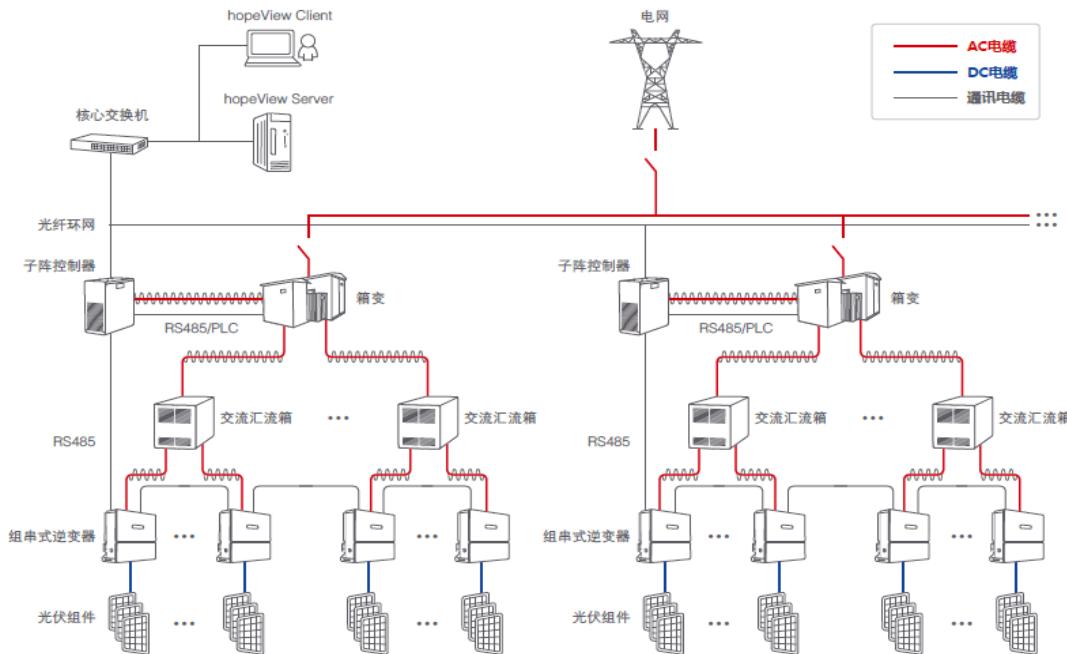 hopeView Client
电网
AC电缆
DC电缆
通讯电缆
hopeView Server
核心交换机
光纤环网
子阵控制器
箱变
RS485/PLC
子阵控制器
箱变
RS485/PLC
交流汇流箱
交流汇流箱
交流汇流箱
交流汇流箱
RS485
RS485
组串式逆变器
组串式逆变器
光伏组件
光伏组件